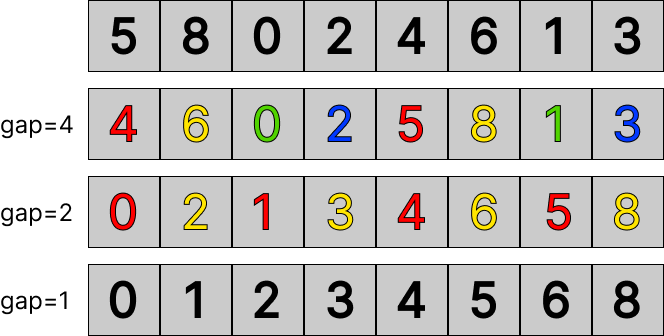 5 8 0 2 4 6 1 3
gap=4 4 6 0 2 5 8 1 3
gap=2 0 2 1 3 4 6 5 8
gap=1 0 1 2 3 4 5 6 8